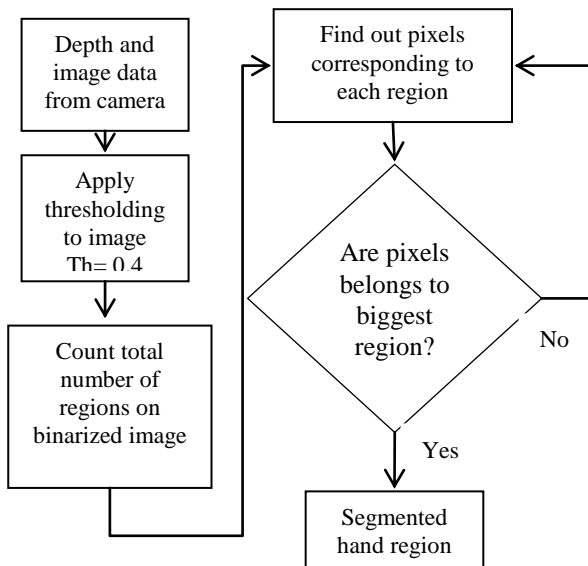 Depth and
image data
from camera
Apply
thresholding
to image
Th= 0.4
Count total
number of
regions on
binarized image
Find out pixels
corresponding to
each region
Are pixels
belongs to
biggest
region?
No
Yes
Segmented
hand region